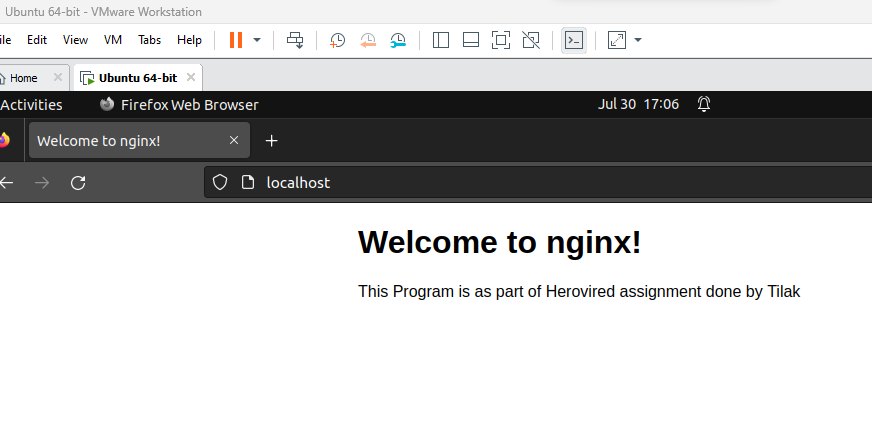 Ubuntu 64-bit - VMware Workstation
ile Edit View VM Tabs Help
Home Ubuntu 64-bit
Activities Firefox Web Browser Jul 30 17:06
Welcome to nginx!
localhost
Welcome to nginx!
This Program is as part of Herovired assignment done by Tilak